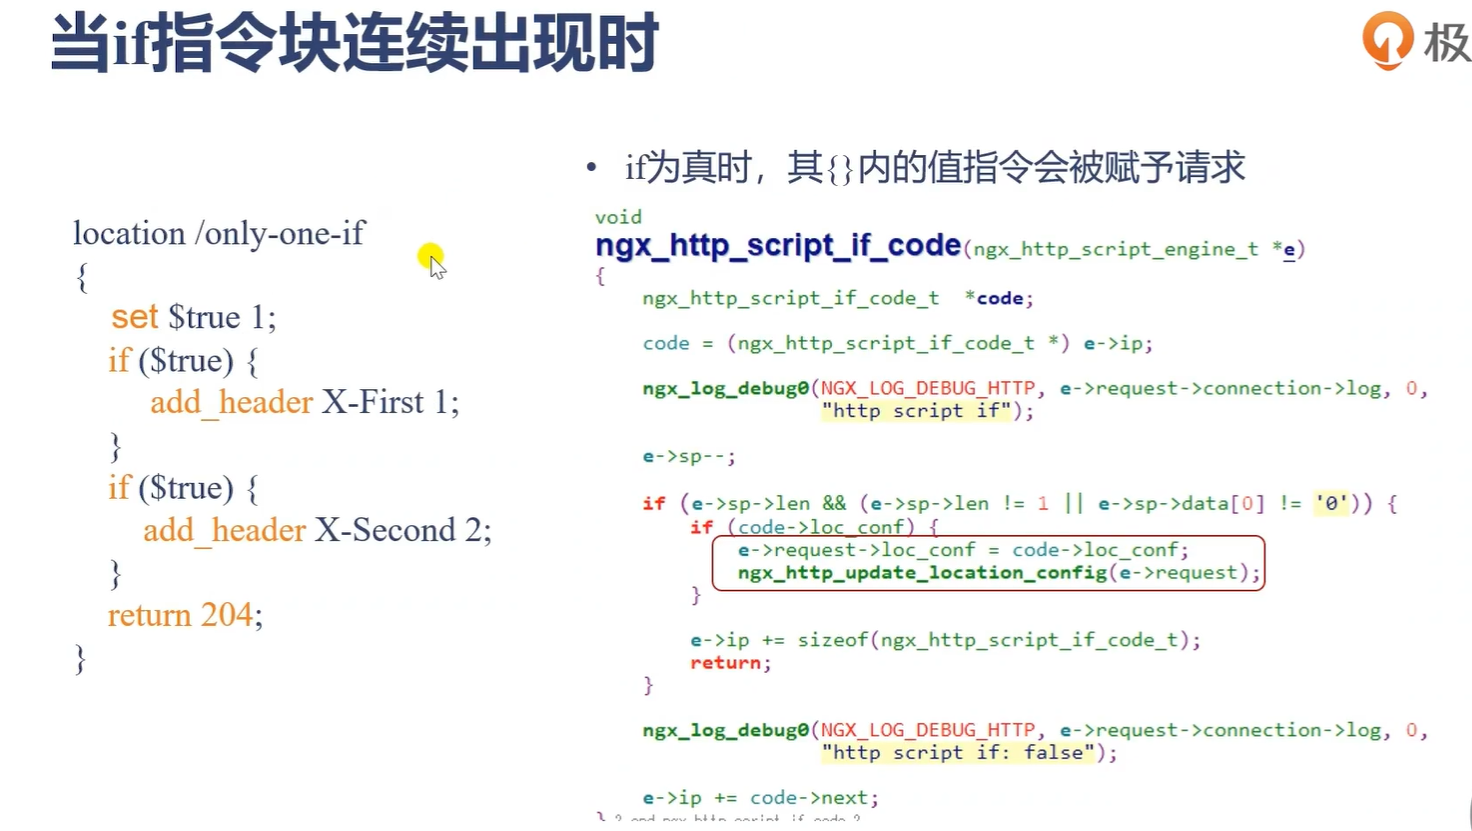 当if指令块连续出现时
极
location /only-one-if
{
set $true 1;
if ($true) {
add_header X-First 1;
}
if ($true) {
add_header X-Second 2;
}
return 204;
}
• if为真时，其{}内的值指令会被赋予请求
void
ngx_http_script_if_code(ngx_http_script_engine_t *e)
{
ngx_http_script_if_code_t *code;
code = (ngx_http_script_if_code_t *) e->ip;
ngx_log_debug0(NGX_LOG_DEBUG_HTTP, e->request->connection->log, 0,
"http script if");
e->sp--;
if (e->sp->len && (e->sp->len != 1 || e->sp->data[0] != '0')) {
if (code->loc_conf) {
e->request->loc_conf = code->loc_conf;
ngx_http_update_location_config(e->request);
}
e->ip += sizeof(ngx_http_script_if_code_t);
return;
}
ngx_log_debug0(NGX_LOG_DEBUG_HTTP, e->request->connection->log, 0,
"http script if: false");
e->ip += code->next;
}